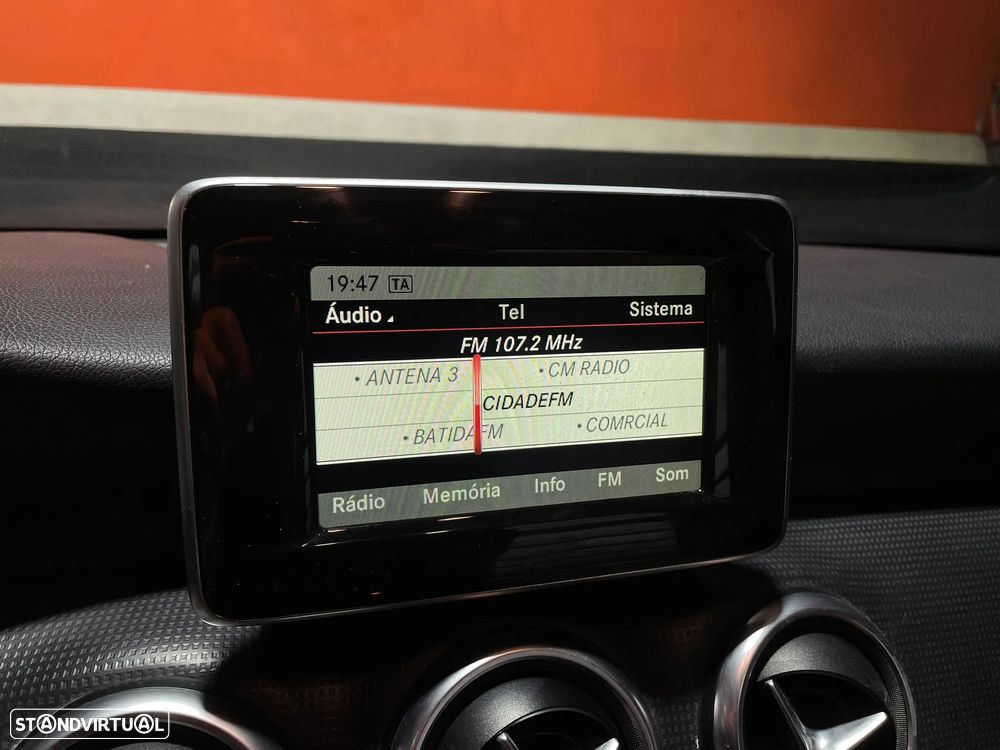 19:47 TA
Áudio Tel Sistema
FM 107.2 MHz
• ANTENA 3 • CM RADIO
CIDADEFM
• BATIDAFM • COMRCIAL
Rádio Memória Info FM Som
STANDVIRTUAL